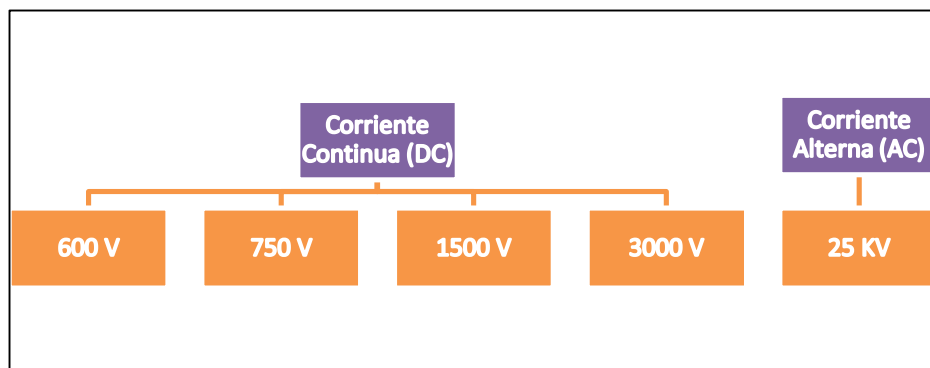 Corriente
Continua (DC)
Corriente
Alterna (AC)
600 V
750 V
1500 V
3000 V
25 KV